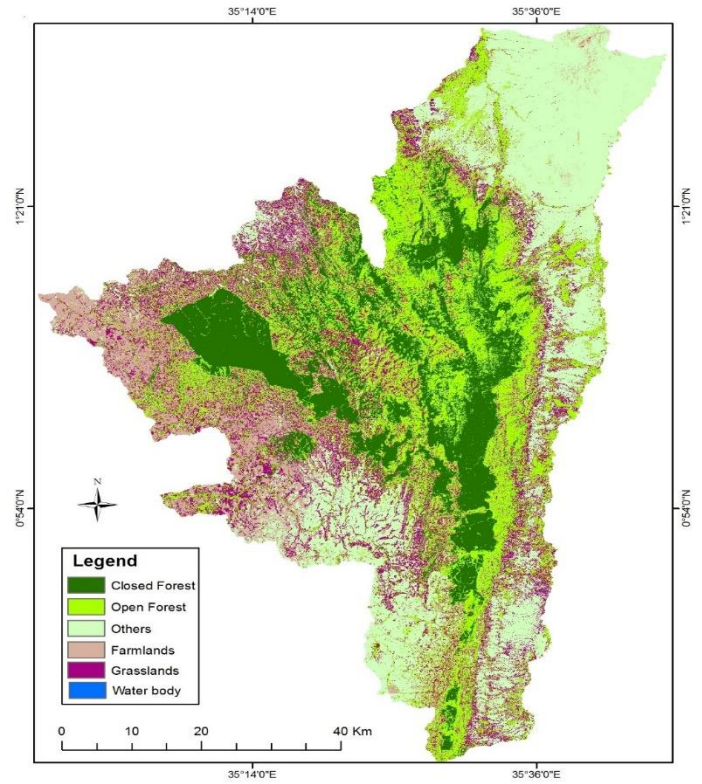 35°14'0"E 35°36'0"E
1°21'0"N 1°21'0"N
0°54'0"N 0°54'0"N
N
Legend
Closed Forest
Open Forest
Others
Farmlands
Grasslands
Water body
0 10 20 40 Km
35°14'0"E 35°36'0"E